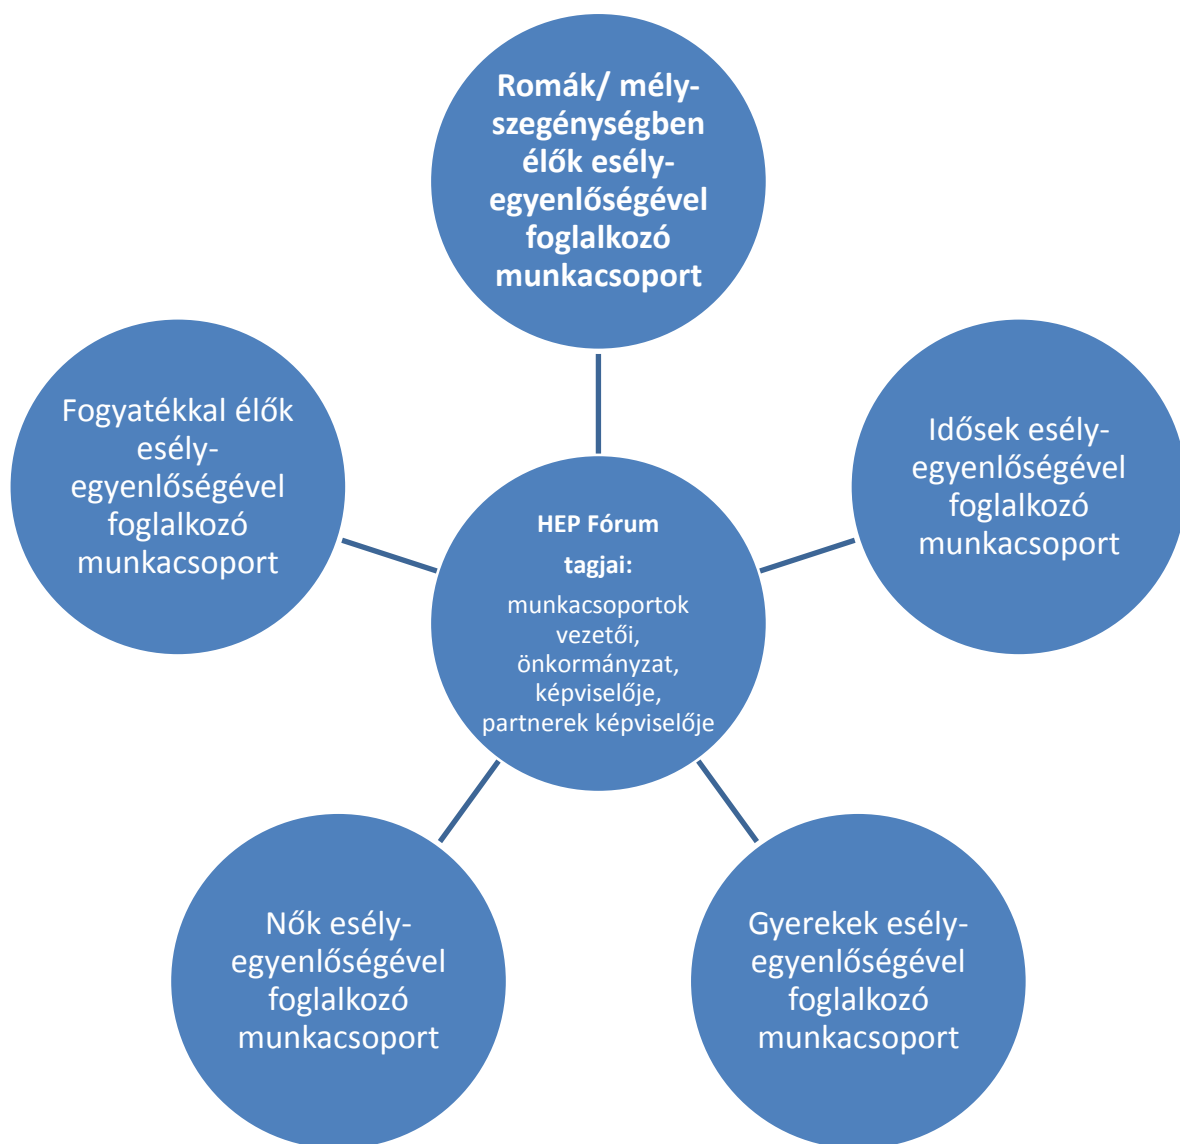 Romák/ mély-
szegénységben
élők esély-
egyenlőségével
foglalkozó
munkacsoport
Fogyatékkal élők
esély-
egyenlőségével
foglalkozó
munkacsoport
Idősek esély-
egyenlőségével
foglalkozó
munkacsoport
HEP Fórum
tagjai:
munkacsoportok
vezetői,
önkormányzat,
képviselője,
partnerek képviselője
Nők esély-
egyenlőségével
foglalkozó
munkacsoport
Gyerekek esély-
egyenlőségével
foglalkozó
munkacsoport